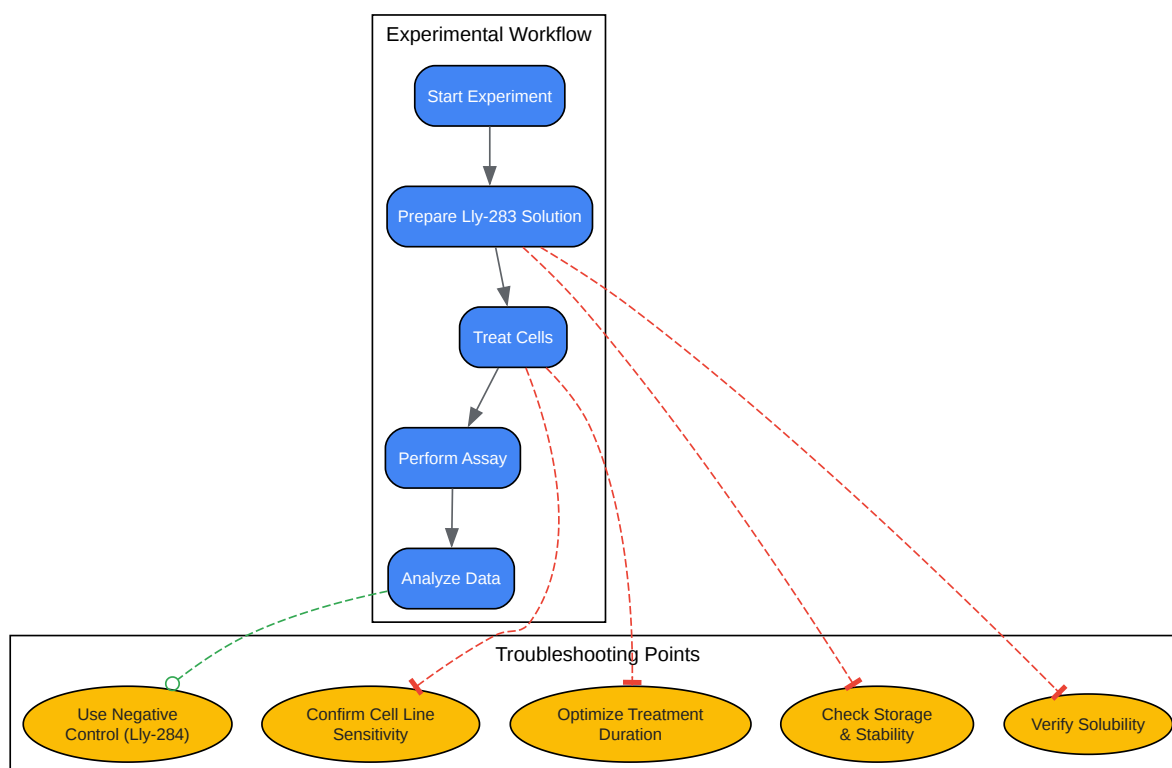 Experimental Workflow
Start Experiment
Prepare Lly-283 Solution
Treat Cells
Perform Assay
Analyze Data
Troubleshooting Points
Use Negative
Control (Lly-284)
Confirm Cell Line
Sensitivity
Optimize Treatment
Duration
Check Storage
& Stability
Verify Solubility